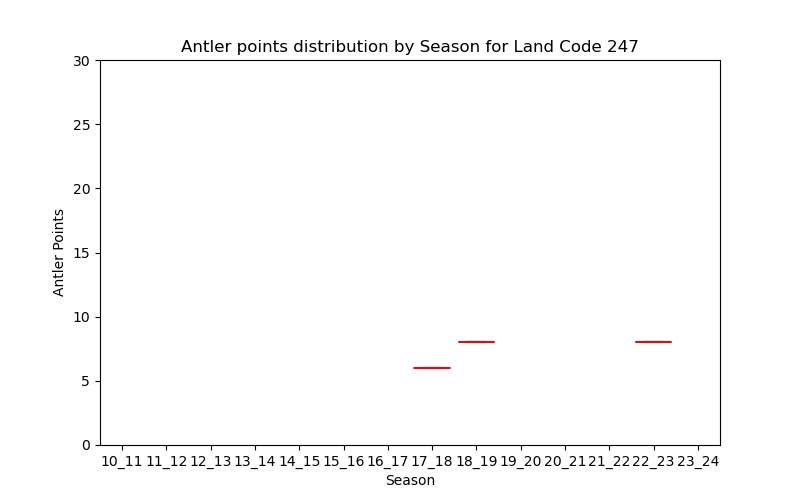 Antler points distribution by Season for Land Code 247
30
25
20
15
10
5
0
Antler Points
10_11 11_12 12_13 13_14 14_15 15_16 16_17 17_18 18_19 19_20 20_21 21_22 22_23 23_24
Season